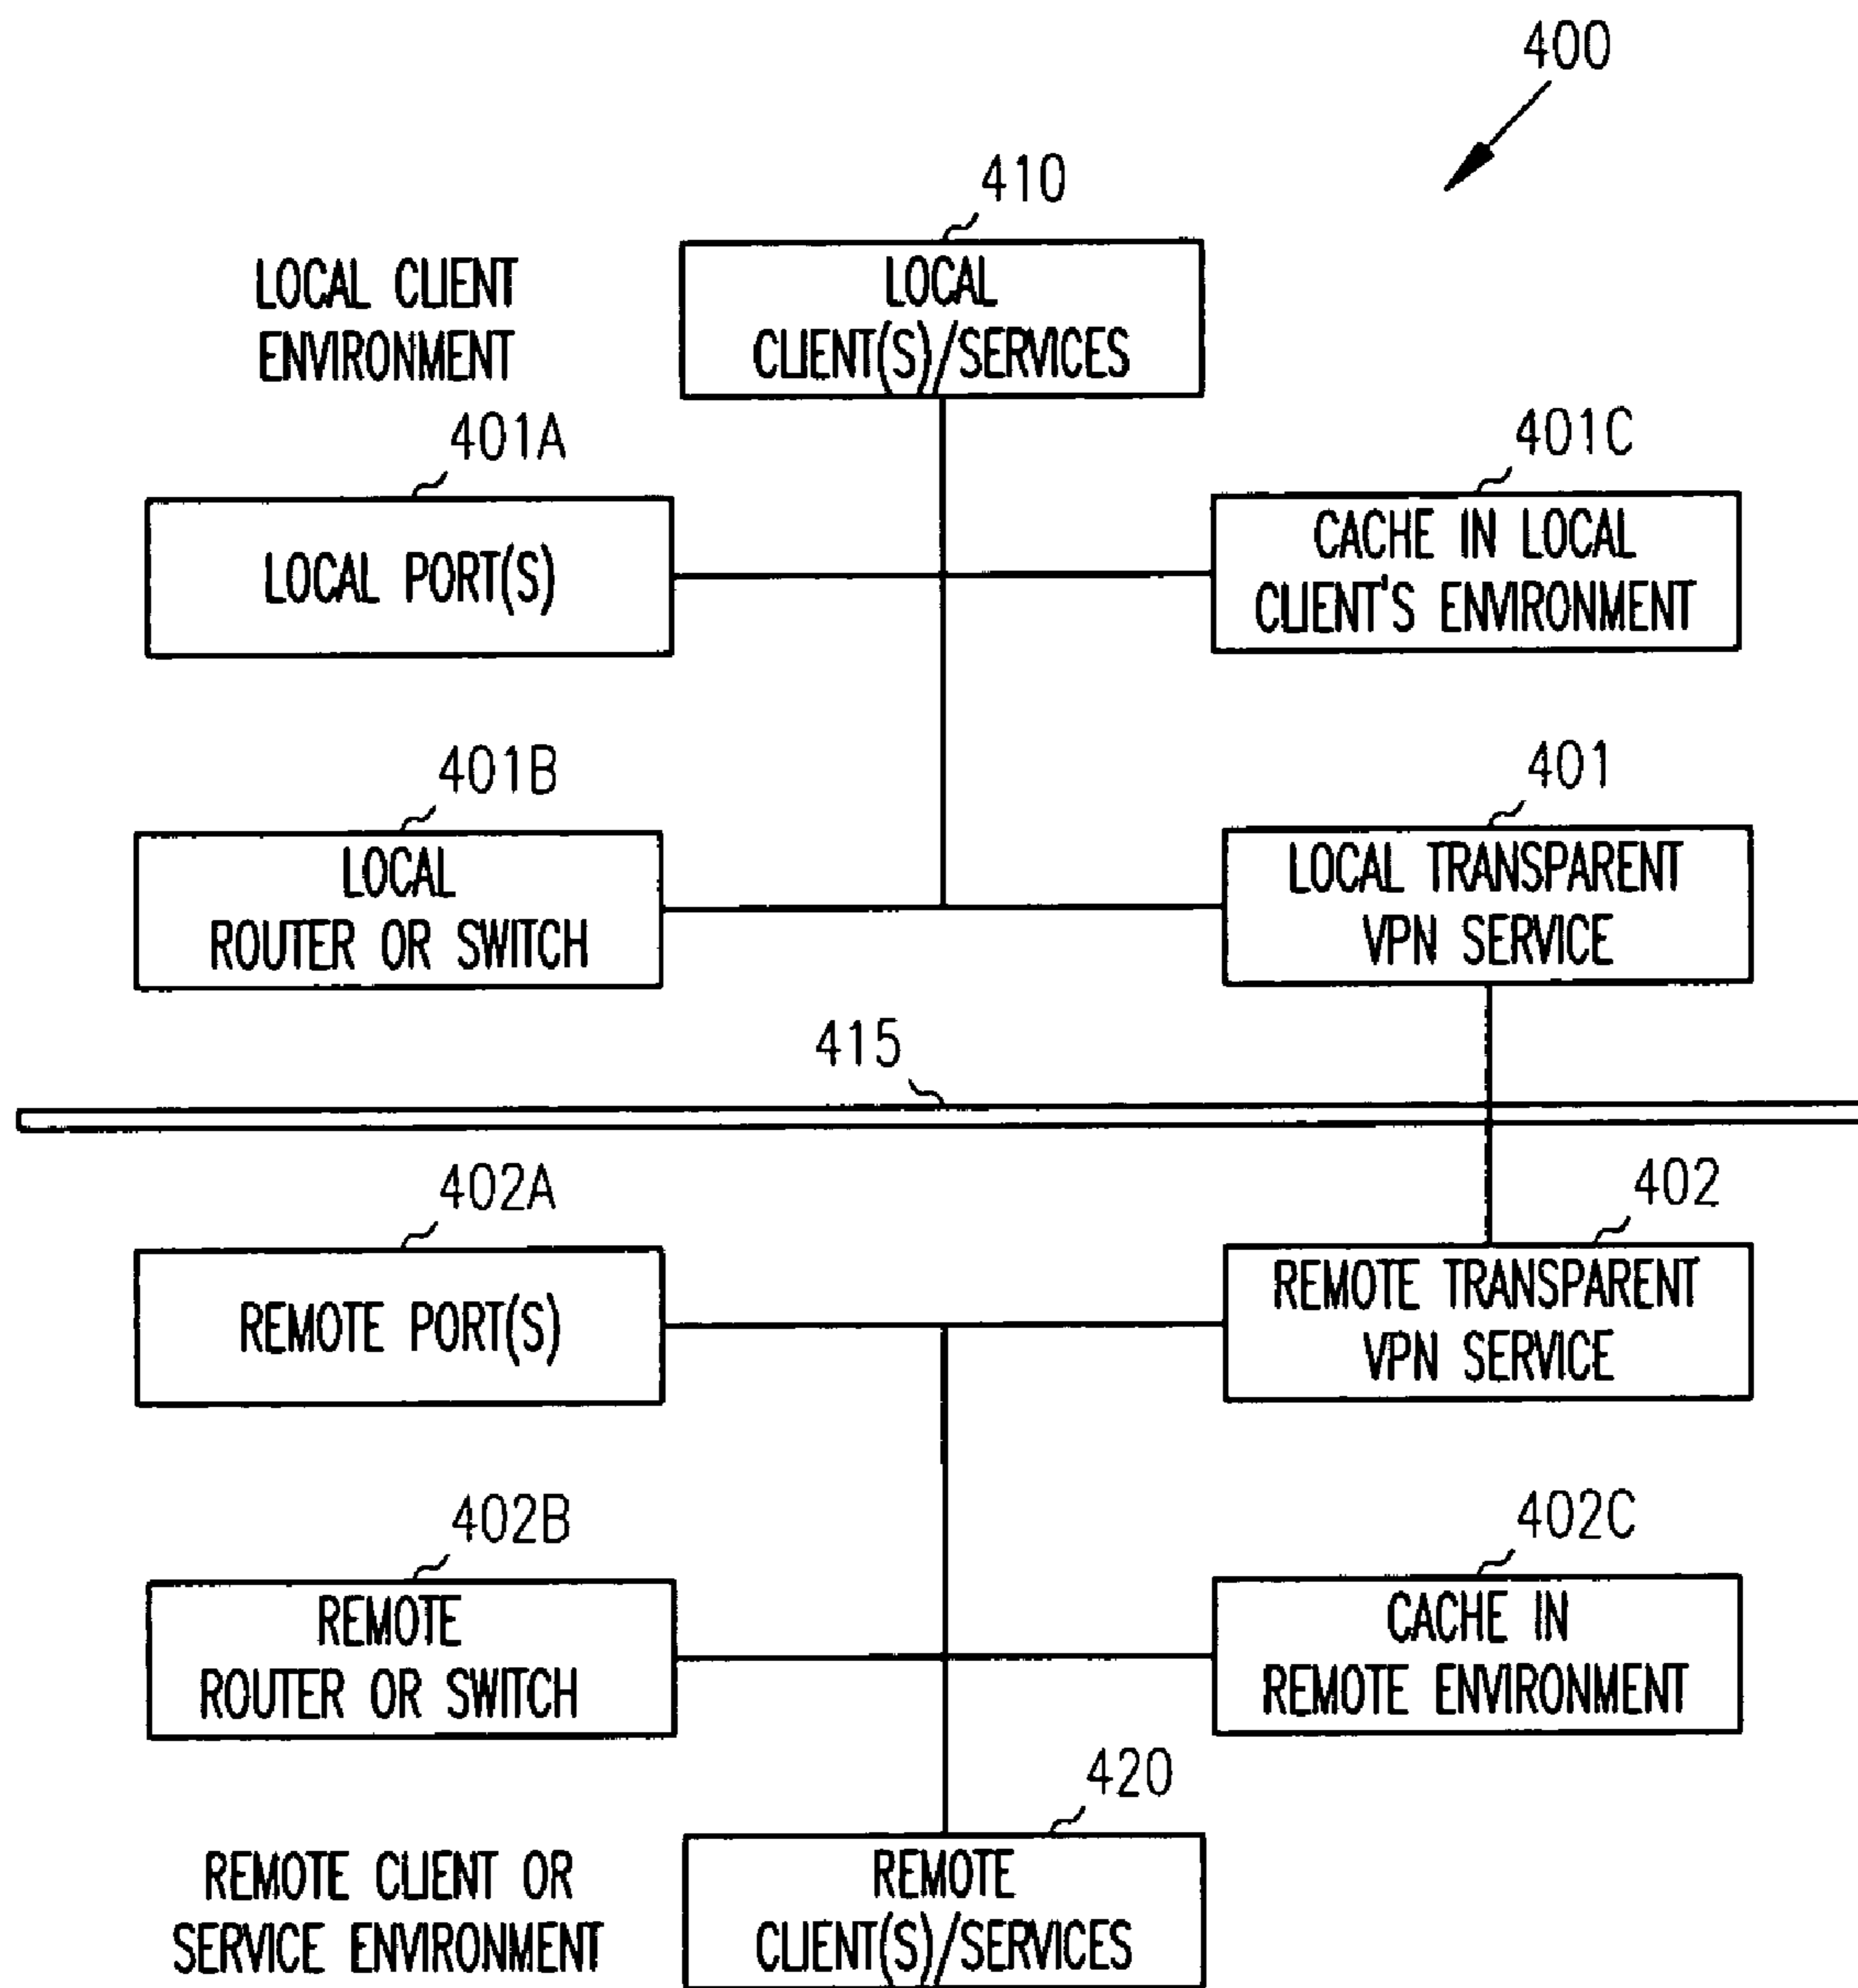 400
410
LOCAL CLIENT
ENVIRONMENT
LOCAL
CLIENT(S)/SERVICES
401A
401C
LOCAL PORT(S)
CACHE IN LOCAL
CLIENT'S ENVIRONMENT
401B
401
LOCAL
ROUTER OR SWITCH
LOCAL TRANSPARENT
VPN SERVICE
415
402A
402
REMOTE PORT(S)
REMOTE TRANSPARENT
VPN SERVICE
402B
402C
REMOTE
ROUTER OR SWITCH
CACHE IN
REMOTE ENVIRONMENT
420
REMOTE CLIENT OR
SERVICE ENVIRONMENT
REMOTE
CLIENT(S)/SERVICES